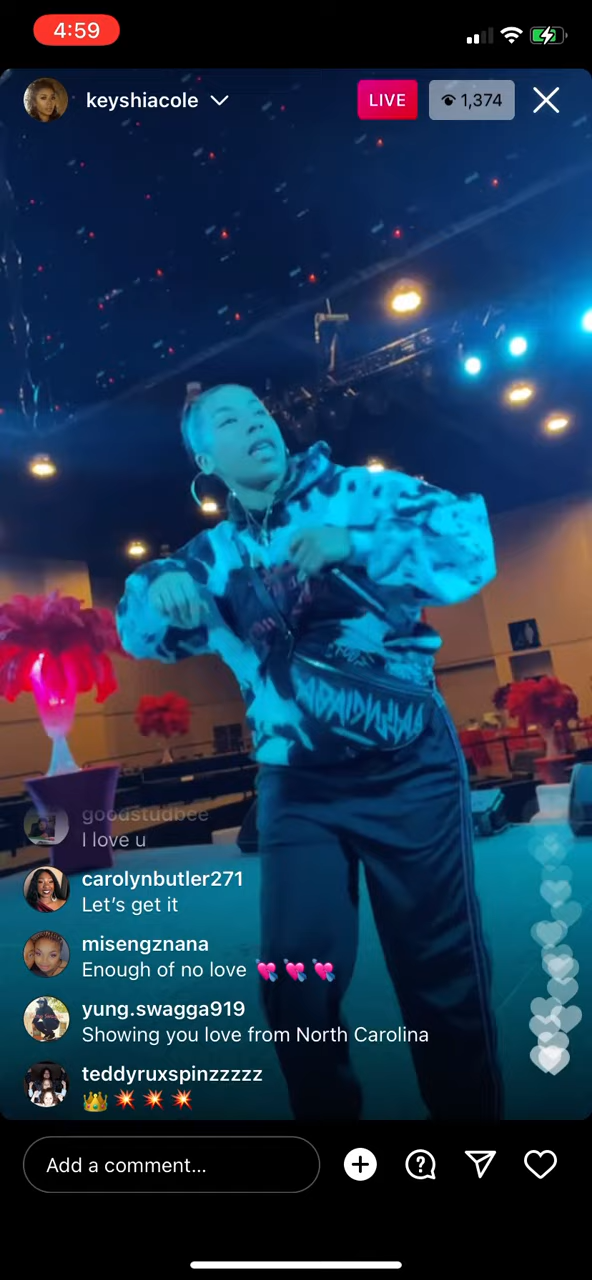 4:59
keyshiacole
LIVE
1,374
goodstudbee
I love u
carolynbutler271
Let’s get it
misengznana
Enough of no love 💘 💘 💘
yung.swagga919
Showing you love from North Carolina
teddyruxspinzzzzz
👑 💥 💥 💥
Add a comment...